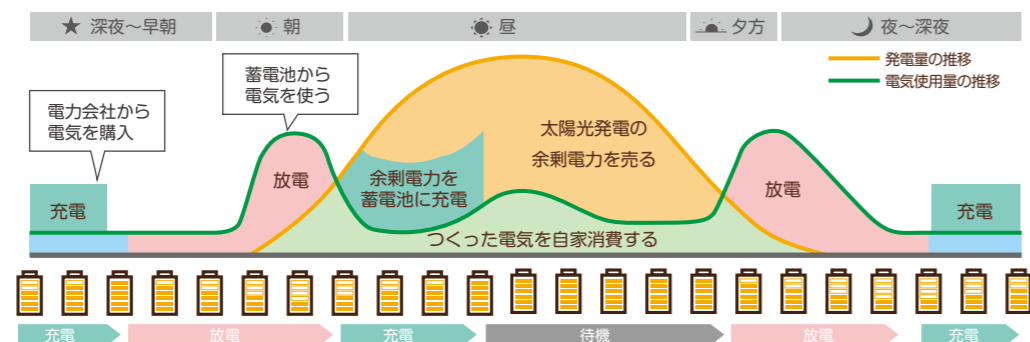 深夜～早朝
朝
昼
夕方
夜～深夜
発電量の推移
電気使用量の推移
蓄電池から
電気を使う
電力会社から
電気を購入
太陽光発電の
余剰電力を売る
放電
余剰電力を
蓄電池に充電
放電
充電
充電
つくった電気を自家消費する
充電
放電
充電
待機
放電
充電